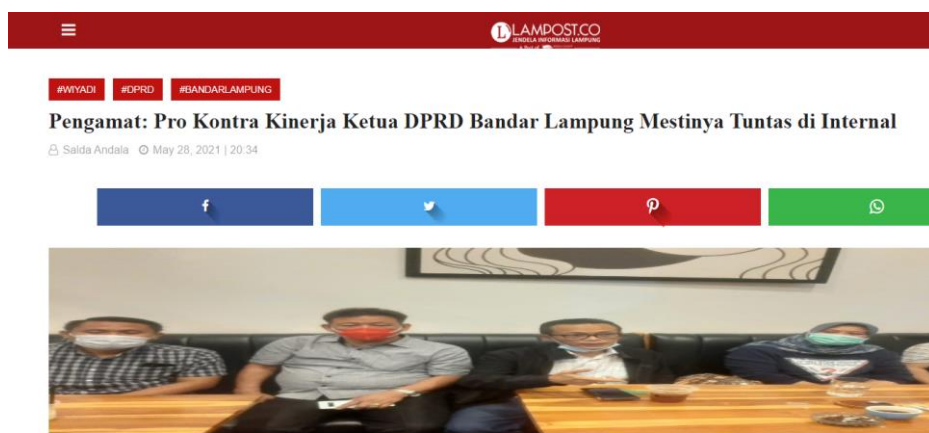 LAMPOST.CO
JENDELA INFORMASI LAMPUNG
#WIYADI #DPRD #BANDARLAMPUNG
Pengamat: Pro Kontra Kinerja Ketua DPRD Bandar Lampung Mestinya Tuntas di Internal
Salda Andala May 28, 2021 | 20:34